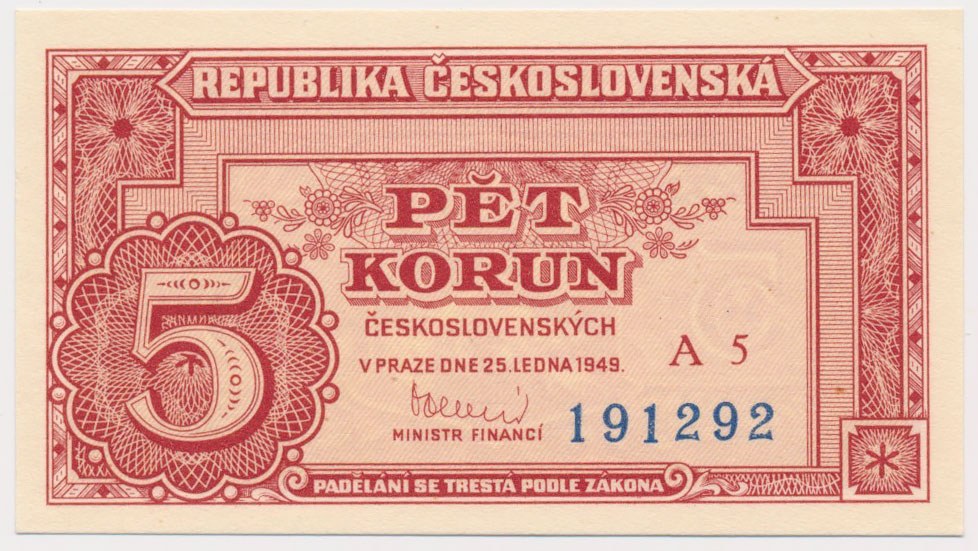 REPUBLIKA ČESKOSLOVENSKÁ
PĚT
KORUN
5
ČESKOSLOVENSKÝCH
V PRAZE DNE 25. LEDNA 1949.
A 5
MINISTR FINANCÍ
191292
PADĚLÁNÍ SE TRESTÁ PODLE ZÁKONA